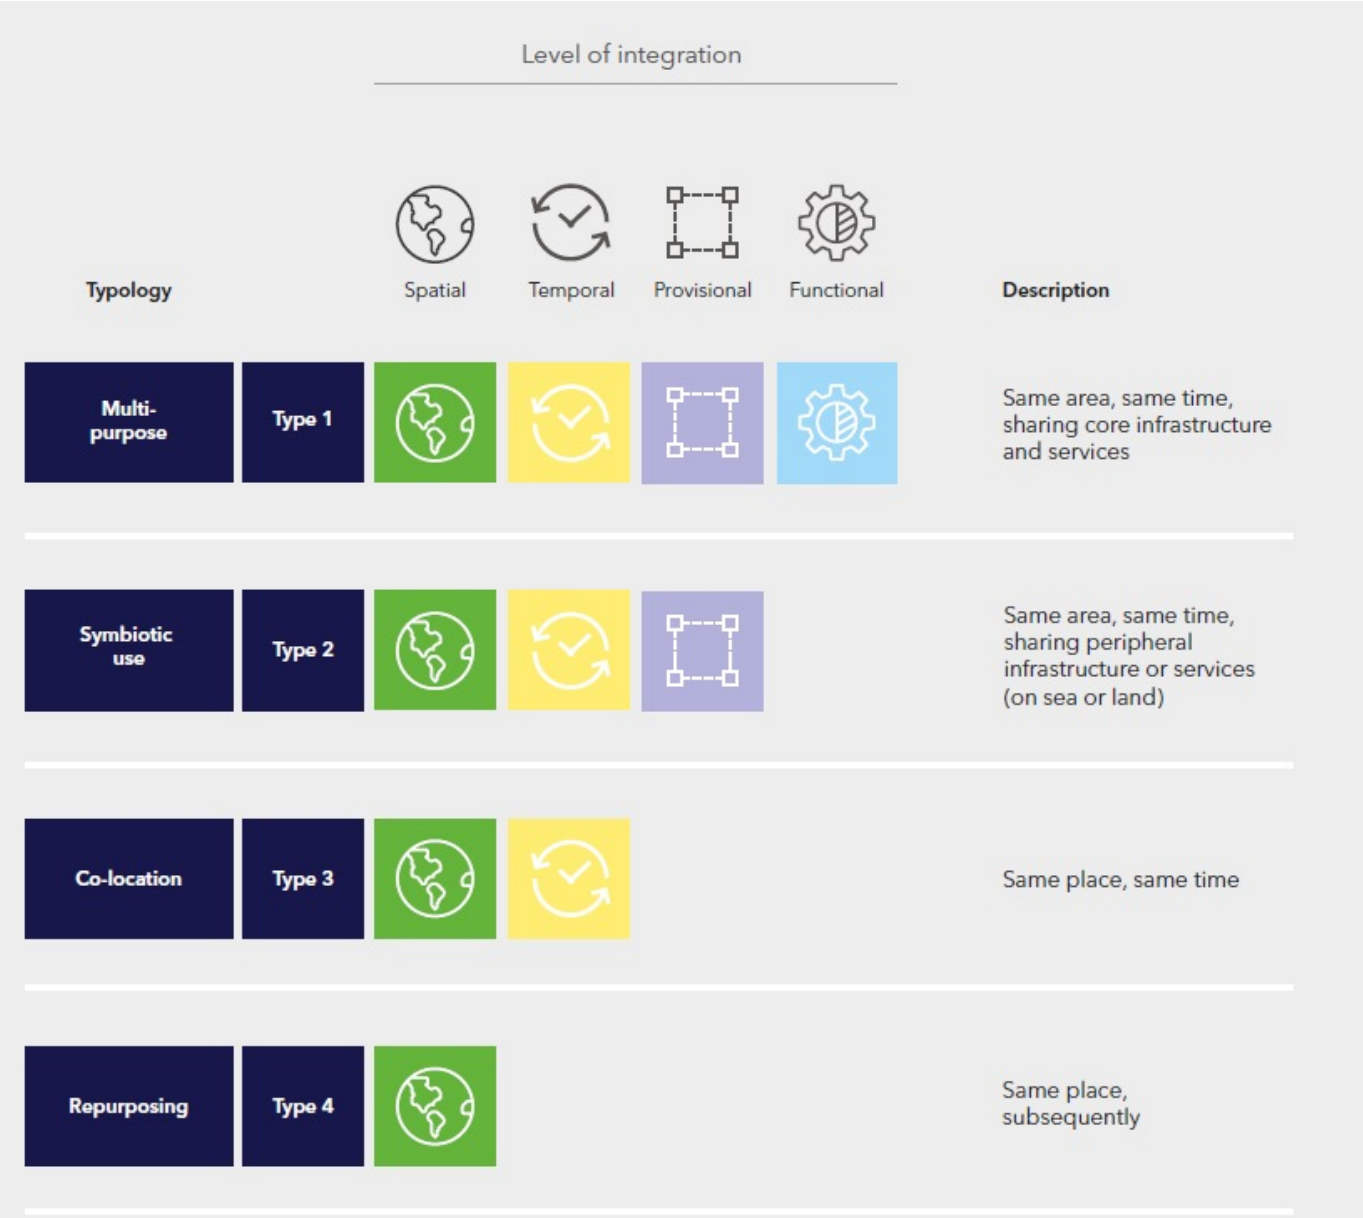 Level of integration
Spatial
Temporal
Provisional
Functional
Typology
Description
Multi-
purpose
Type 1
Same area, same time,
sharing core infrastructure
and services
Symbiotic
use
Type 2
Same area, same time,
sharing peripheral
infrastructure or services
(on sea or land)
Co-location
Type 3
Same place, same time
Repurposing
Type 4
Same place,
subsequently